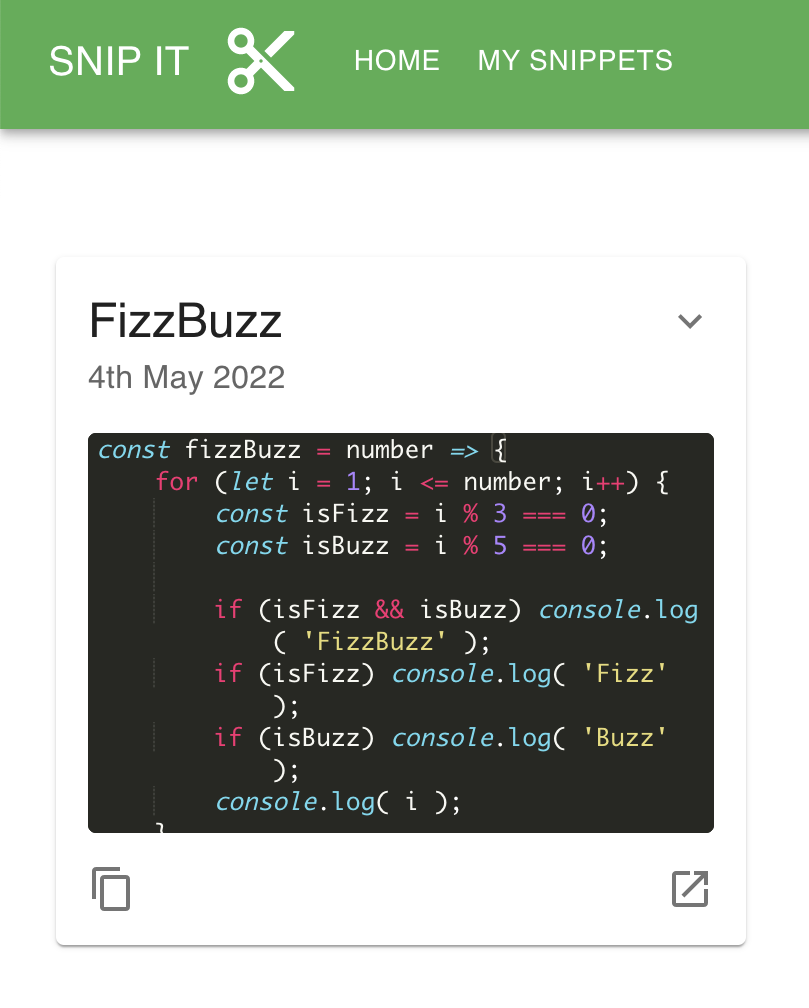 SNIP IT HOME MY SNIPPETS
FizzBuzz
4th May 2022
const fizzBuzz = number => {
    for (let i = 1; i <= number; i++) {
        const isFizz = i % 3 === 0;
        const isBuzz = i % 5 === 0;

        if (isFizz && isBuzz) console.log
            ( 'FizzBuzz' );
        if (isFizz) console.log( 'Fizz'
            );
        if (isBuzz) console.log( 'Buzz'
            );
        console.log( i );
    }